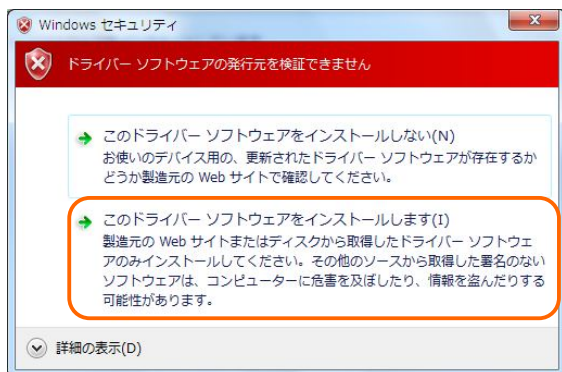 Windows セキュリティ
ドライバー ソフトウェアの発行元を検証できません
このドライバー ソフトウェアをインストールしない(N)
お使いのデバイス用の、更新されたドライバー ソフトウェアが存在するか
どうか製造元の Web サイトで確認してください。
このドライバー ソフトウェアをインストールします(I)
製造元の Web サイトまたはディスクから取得したドライバー ソフトウェ
アのみインストールしてください。その他のソースから取得した署名のない
ソフトウェアは、コンピューターに危害を及ぼしたり、情報を盗んだりする
可能性があります。
詳細の表示(D)